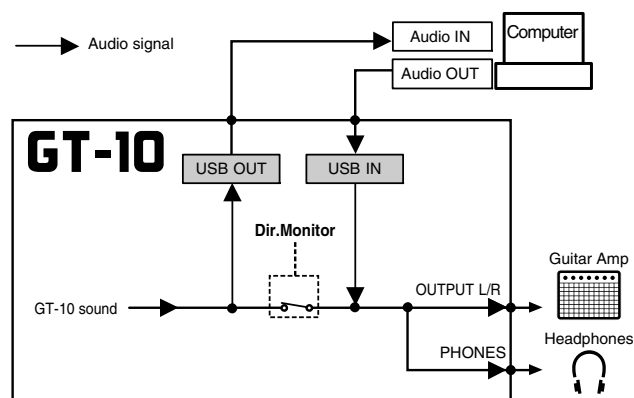 Audio signal
Audio IN
Computer
Audio OUT
GT-10
USB OUT
USB IN
Dir.Monitor
Guitar Amp
OUTPUT L/R
GT-10 sound
Headphones
PHONES